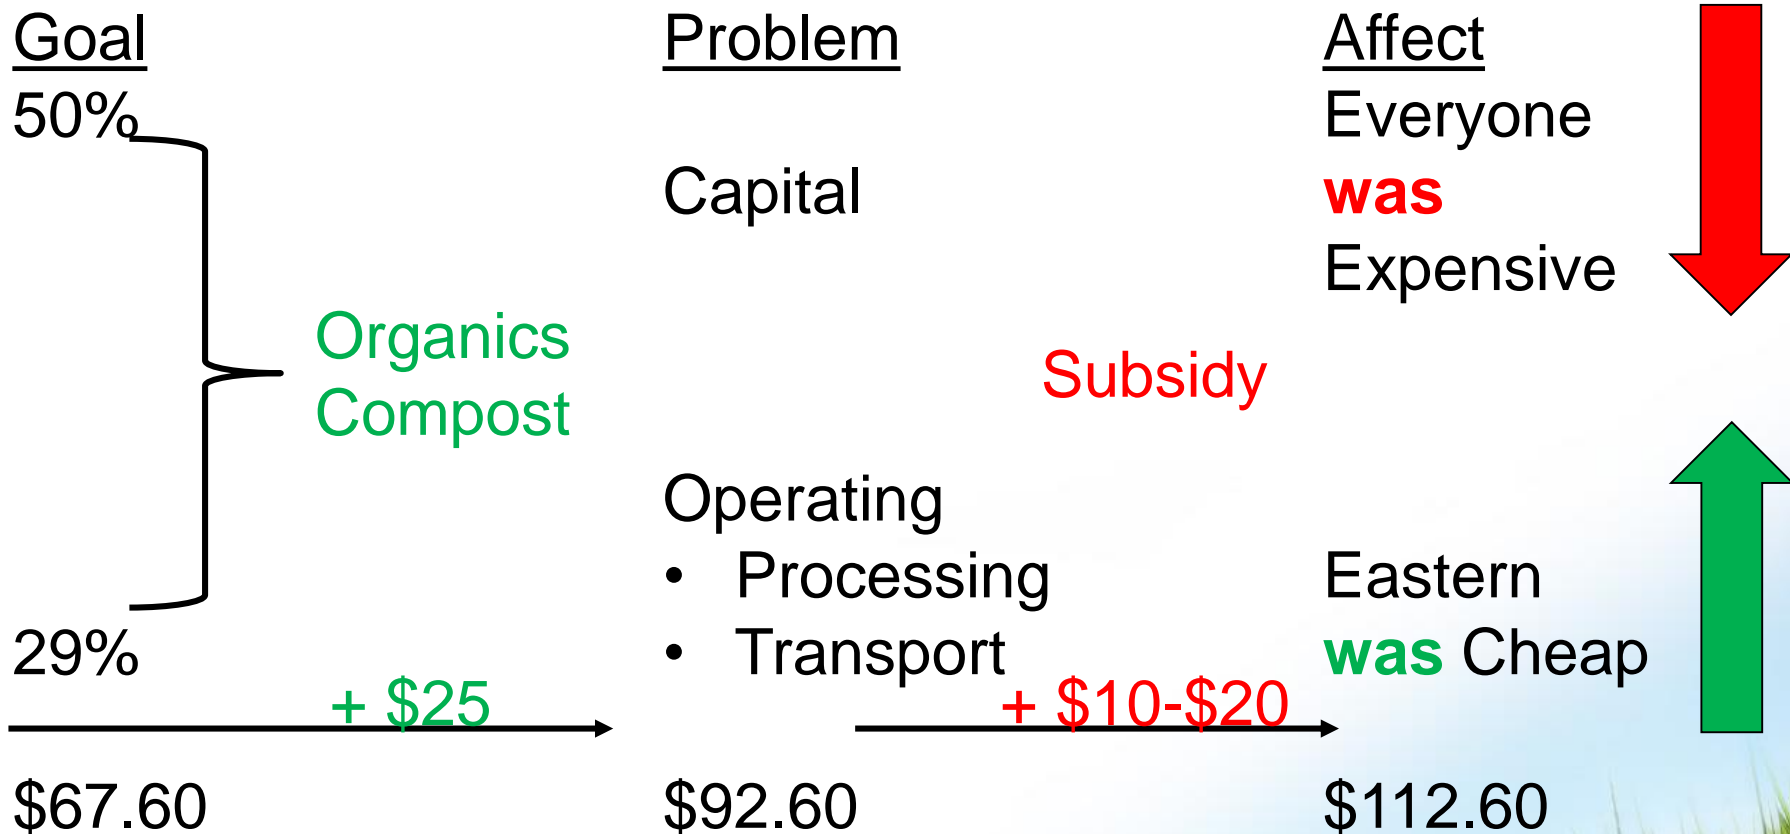 Goal
50%
29%
Organics
Compost
+ $25
$67.60
Problem
Capital
Operating
• Processing
• Transport
$92.60
Subsidy
+ $10-$20
Affect
Everyone
was
Expensive
Eastern
was Cheap
$112.60